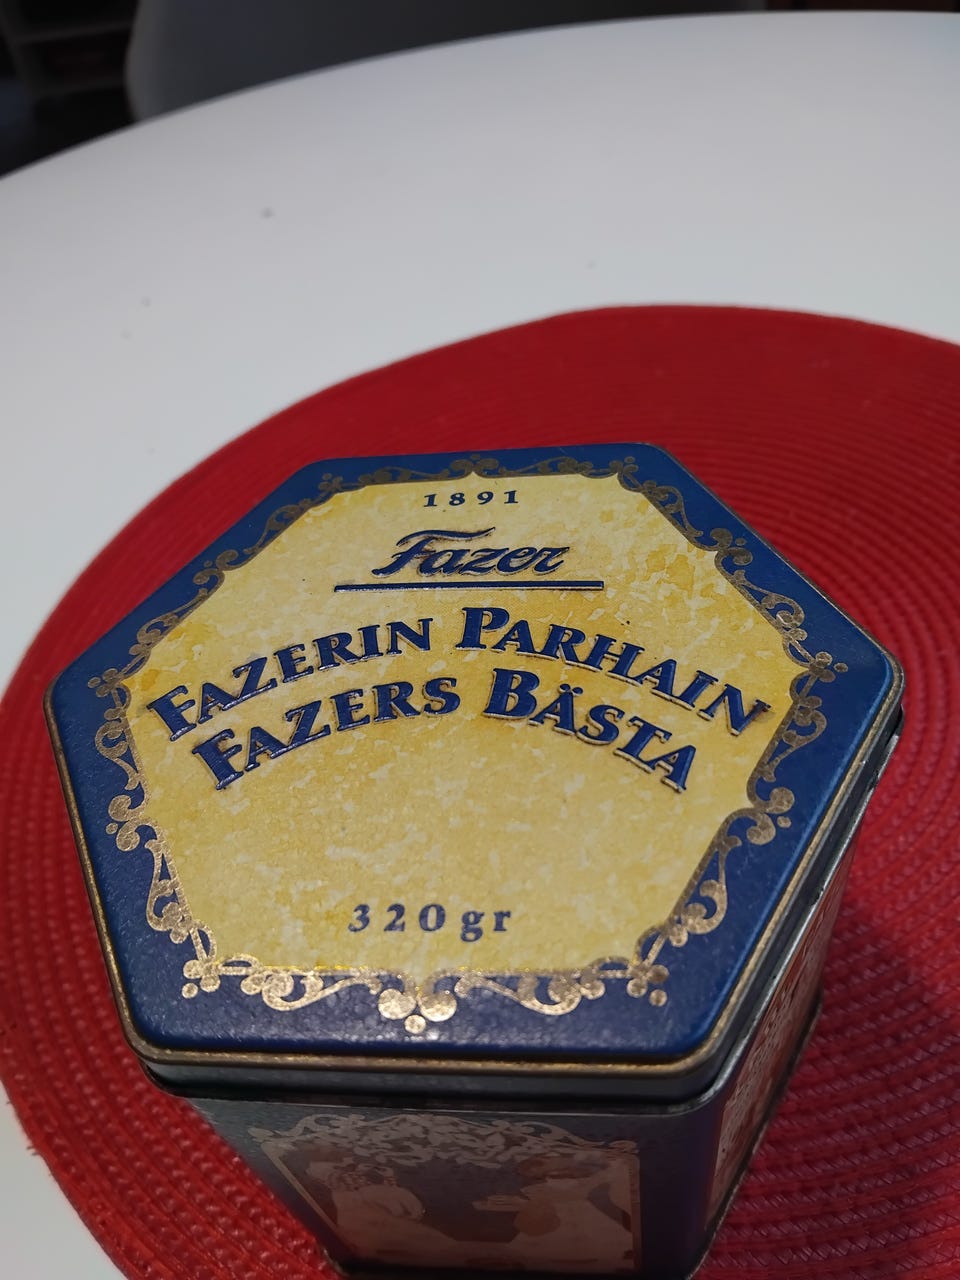 1891
Fazer
FAZERIN PARHAIN
FAZERS BÄSTA
320gr